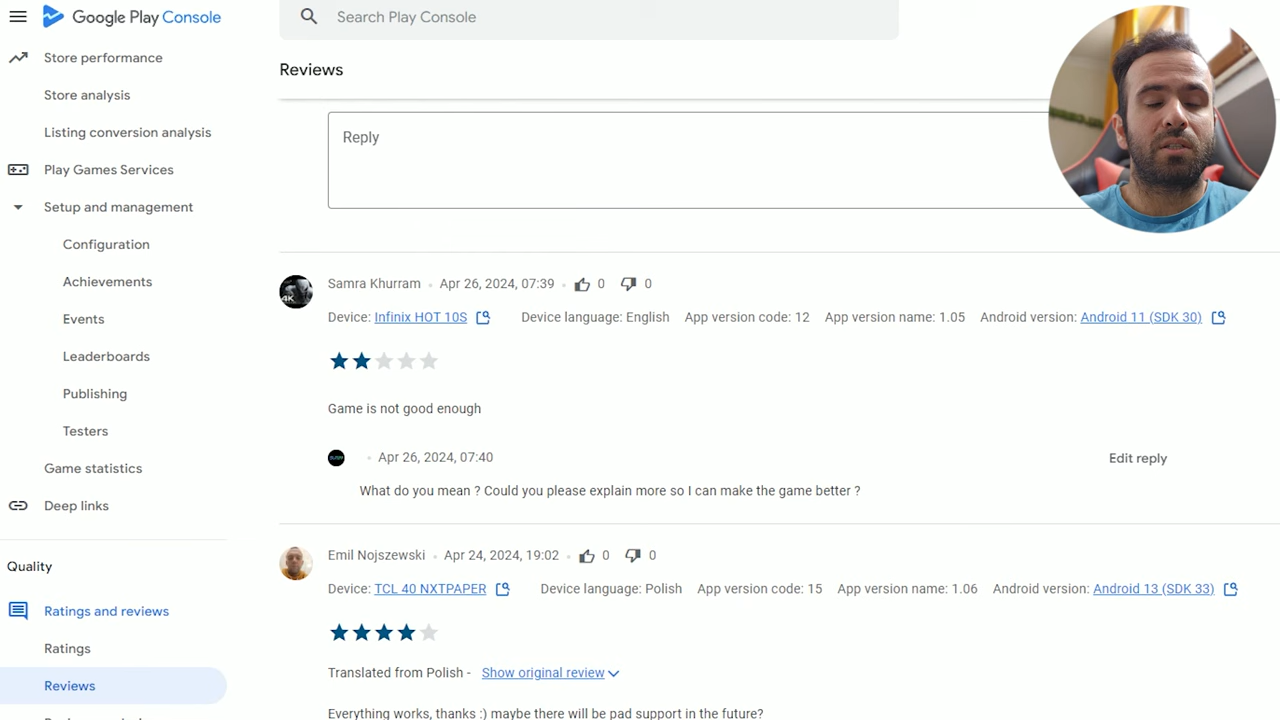 Google Play Console
Search Play Console
Store performance
Store analysis
Listing conversion analysis
Play Games Services
Setup and management
Configuration
Achievements
Events
Leaderboards
Publishing
Testers
Game statistics
Deep links
Quality
Ratings and reviews
Ratings
Reviews
Reviews
Reply
4K
Samra Khurram • Apr 26, 2024, 07:39 • 0 0
Device: Infinix HOT 10S Device language: English App version code: 12 App version name: 1.05 Android version: Android 11 (SDK 30)
Game is not good enough
• Apr 26, 2024, 07:40
Edit reply
What do you mean ? Could you please explain more so I can make the game better ?
Emil Nojszewski • Apr 24, 2024, 19:02 • 0 0
Device: TCL 40 NXTPAPER Device language: Polish App version code: 15 App version name: 1.06 Android version: Android 13 (SDK 33)
Translated from Polish - Show original review
Everything works, thanks :) maybe there will be pad support in the future?